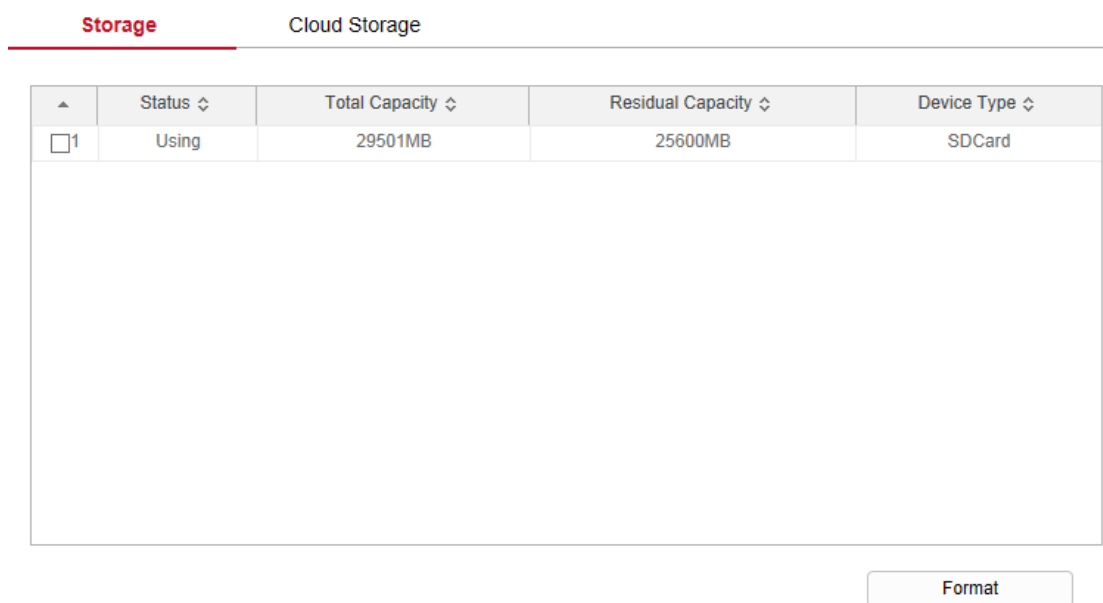 Storage Cloud Storage
Status Total Capacity Residual Capacity Device Type
1 Using 29501MB 25600MB SDCard
Format